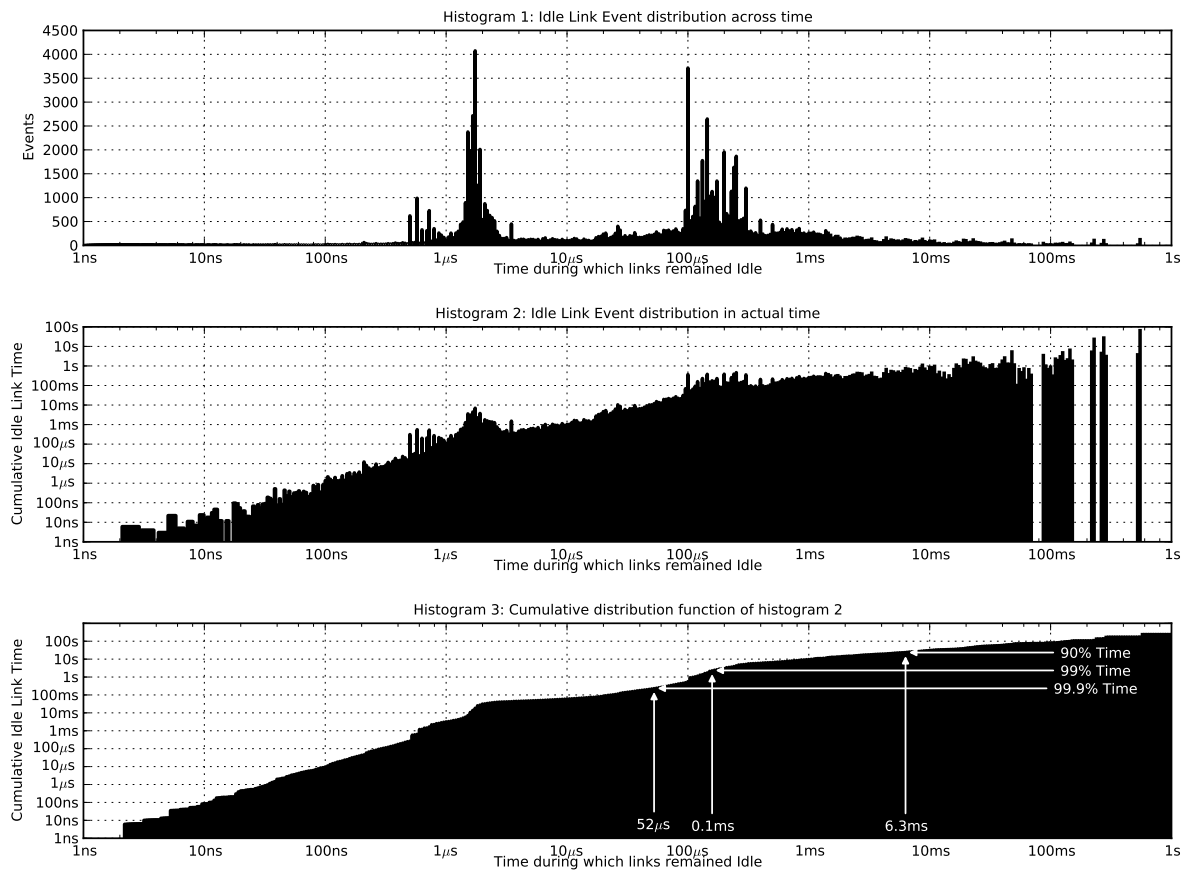 Histogram 1: Idle Link Event distribution across time
4500
4000
3500
3000
2500
2000
1500
1000
500
0
Events
1ns 10ns 100ns 1μs 10μs 100μs 1ms 10ms 100ms 1s
Time during which links remained Idle
Histogram 2: Idle Link Event distribution in actual time
100s
10s
1s
100ms
10ms
1ms
100μs
10μs
1μs
100ns
10ns
1ns
Cumulative Idle Link Time
1ns 10ns 100ns 1μs 10μs 100μs 1ms 10ms 100ms 1s
Time during which links remained Idle
Histogram 3: Cumulative distribution function of histogram 2
100s
10s
1s
100ms
10ms
1ms
100μs
10μs
1μs
100ns
10ns
1ns
Cumulative Idle Link Time
90% Time
99% Time
99.9% Time
52μs 0.1ms 6.3ms
1ns 10ns 100ns 1μs 10μs 100μs 1ms 10ms 100ms 1s
Time during which links remained Idle